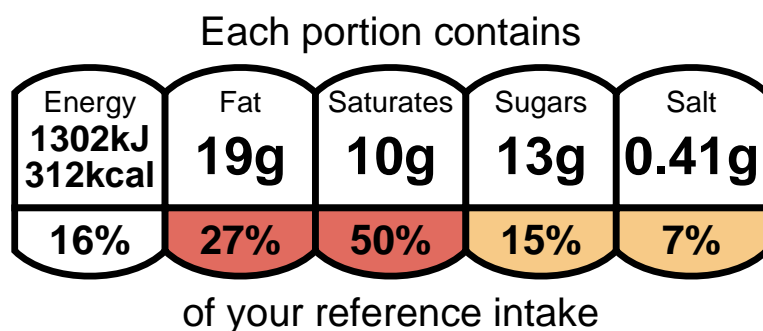 Each portion contains
Energy Fat Saturates Sugars Salt
1302kJ
312kcal 19g 10g 13g 0.41g
16% 27% 50% 15% 7%
of your reference intake